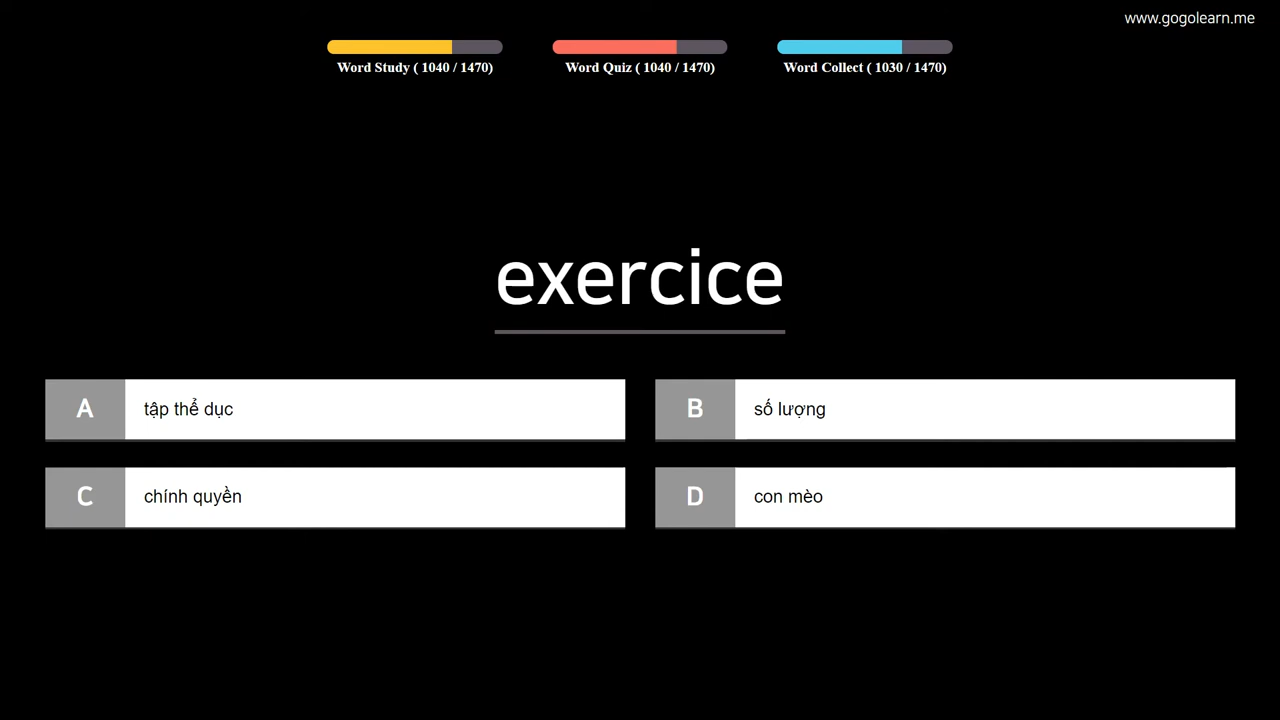 www.gogolearn.me
Word Study ( 1040 / 1470)
Word Quiz ( 1040 / 1470)
Word Collect ( 1030 / 1470)
exercice
A tập thể dục
B số lượng
C chính quyền
D con mèo